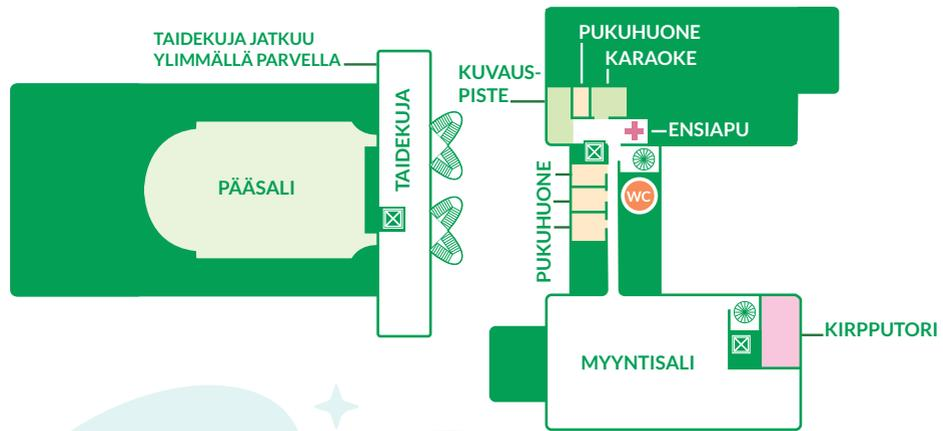 TAIDEKUJA JATKUU
YLIMMÄLLÄ PARVELLA
TAIDEKUJA
PÄÄSALI
KUVAUS-
PISTE
PUKUHUONE
KARAOKE
ENSIAPU
WC
PUKUHUONE
MYYNTISALI
KIRPPUTORI